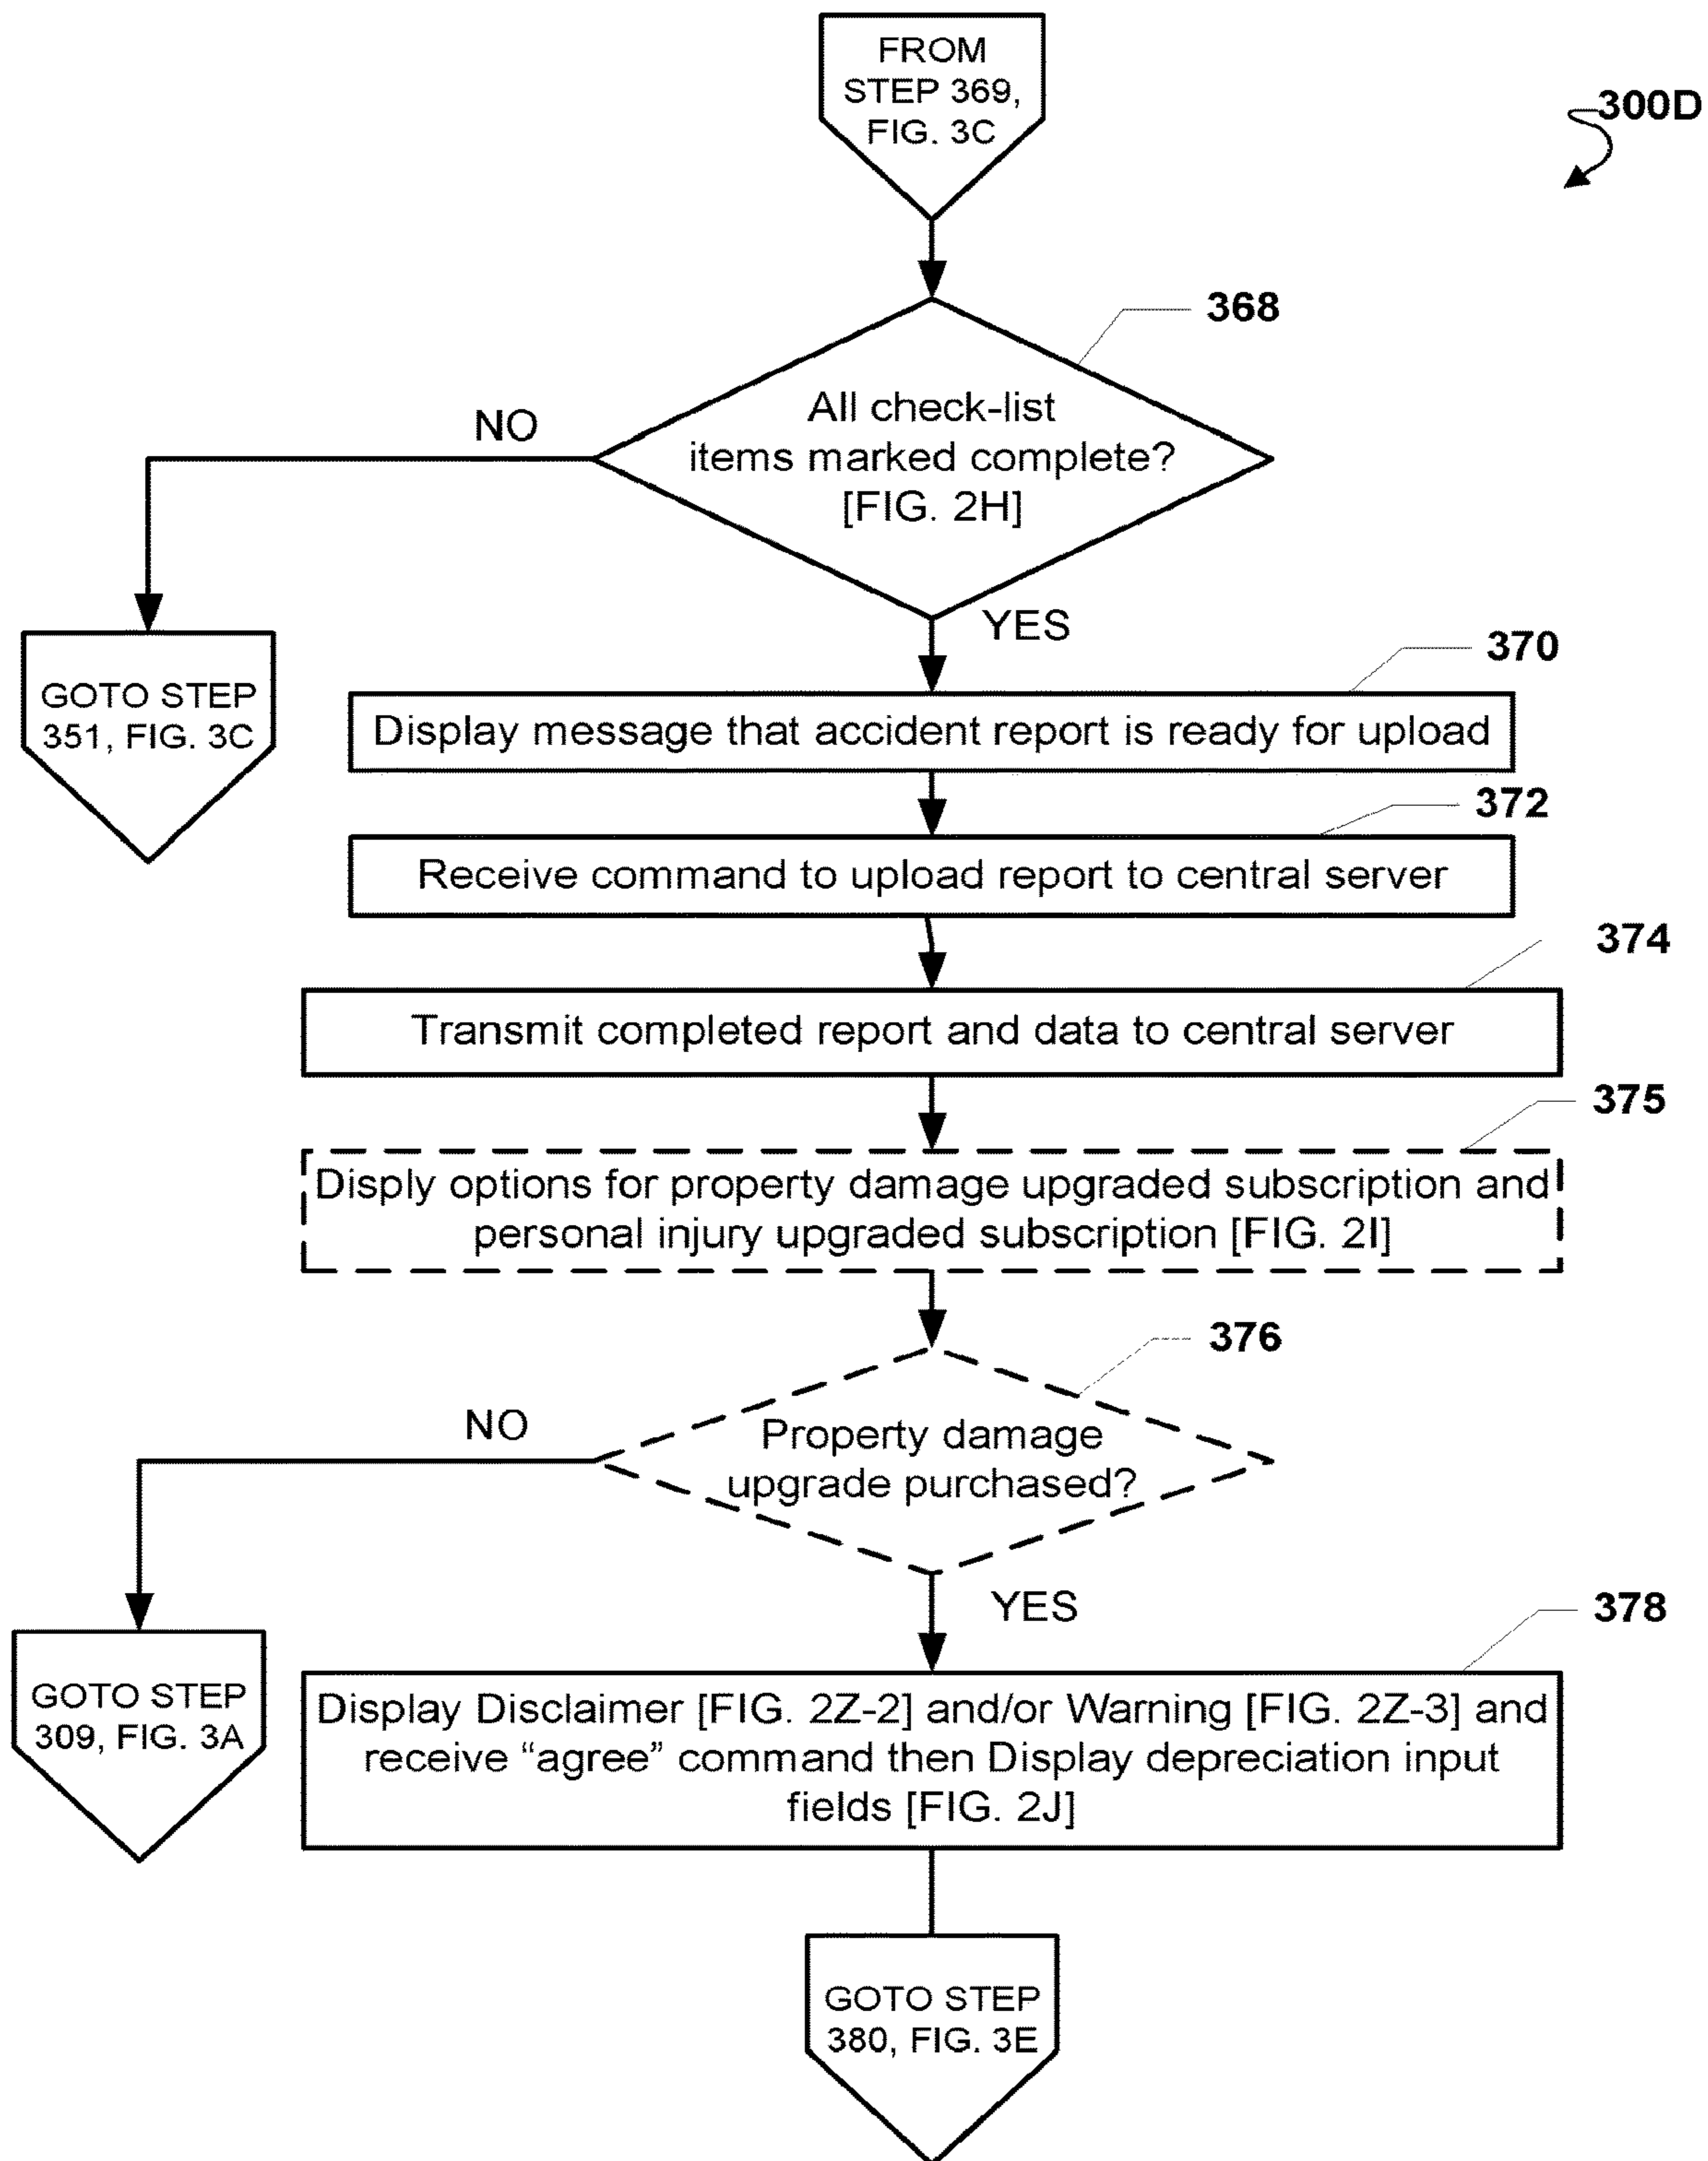 FROM
STEP 369,
FIG. 3C
300D
368
All check-list
items marked complete?
[FIG. 2H]
NO
YES
GOTO STEP
351, FIG. 3C
370
Display message that accident report is ready for upload
372
Receive command to upload report to central server
374
Transmit completed report and data to central server
375
Disply options for property damage upgraded subscription and
personal injury upgraded subscription [FIG. 2I]
376
Property damage
upgrade purchased?
NO
YES
GOTO STEP
309, FIG. 3A
378
Display Disclaimer [FIG. 2Z-2] and/or Warning [FIG. 2Z-3] and
receive “agree” command then Display depreciation input
fields [FIG. 2J]
GOTO STEP
380, FIG. 3E